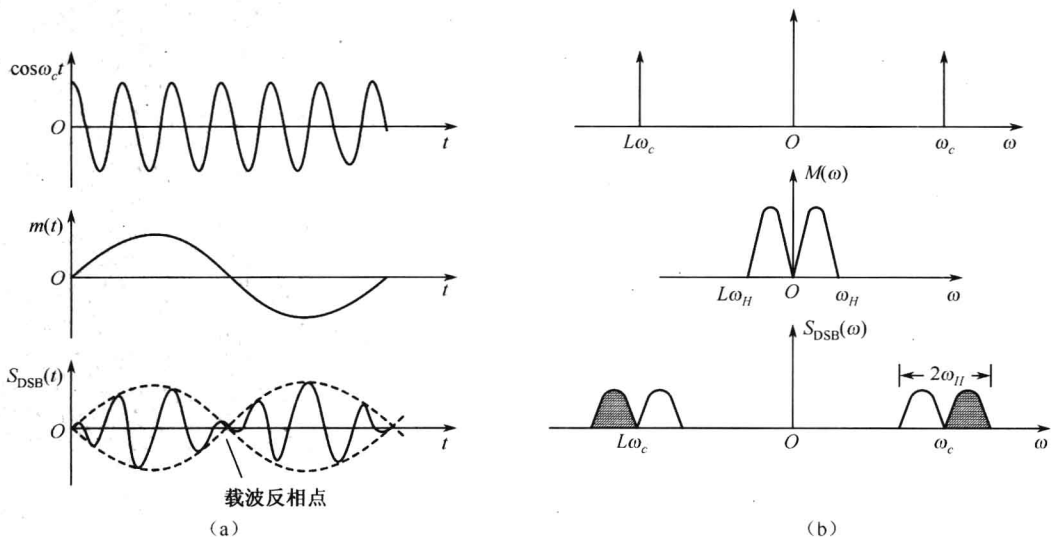 cosω_c t
O
t
m(t)
O
t
S_DSB(t)
O
t
载波反相点
(a)
Lω_c
O
ω_c
ω
M(ω)
Lω_H
O
ω_H
ω
S_DSB(ω)
2ω_H
Lω_c
O
ω_c
ω
(b)